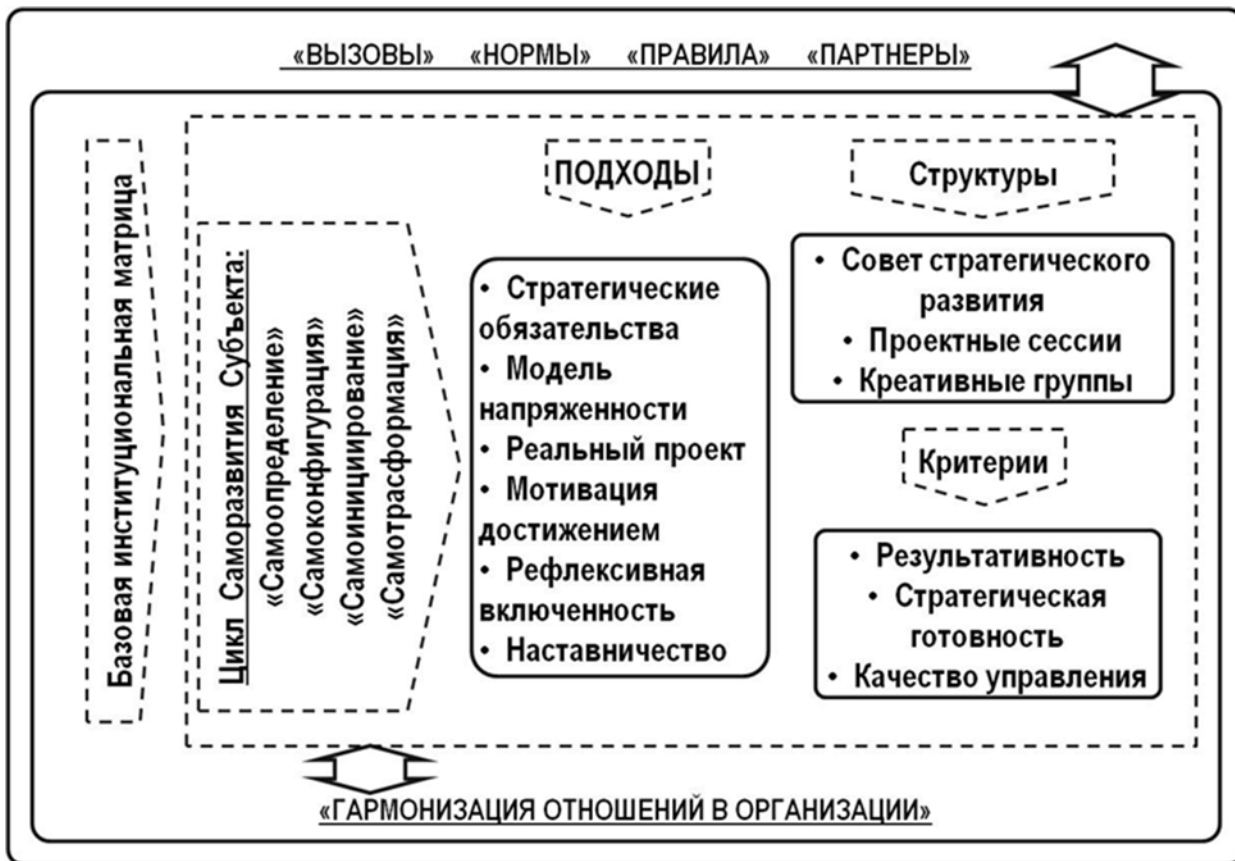 «ВЫЗОВЫ» «НОРМЫ» «ПРАВИЛА» «ПАРТНЕРЫ»
Базовая институциональная матрица
Цикл Саморазвития Субъекта:
«Самоопределение»
«Самоконфигурация»
«Самоинициирование»
«Самотрасформация»
ПОДХОДЫ
• Стратегические
обязательства
• Модель
напряженности
• Реальный проект
• Мотивация
достижением
• Рефлексивная
включенность
• Наставничество
Структуры
• Совет стратегического
развития
• Проектные сессии
• Креативные группы
Критерии
• Результативность
• Стратегическая
готовность
• Качество управления
«ГАРМОНИЗАЦИЯ ОТНОШЕНИЙ В ОРГАНИЗАЦИИ»